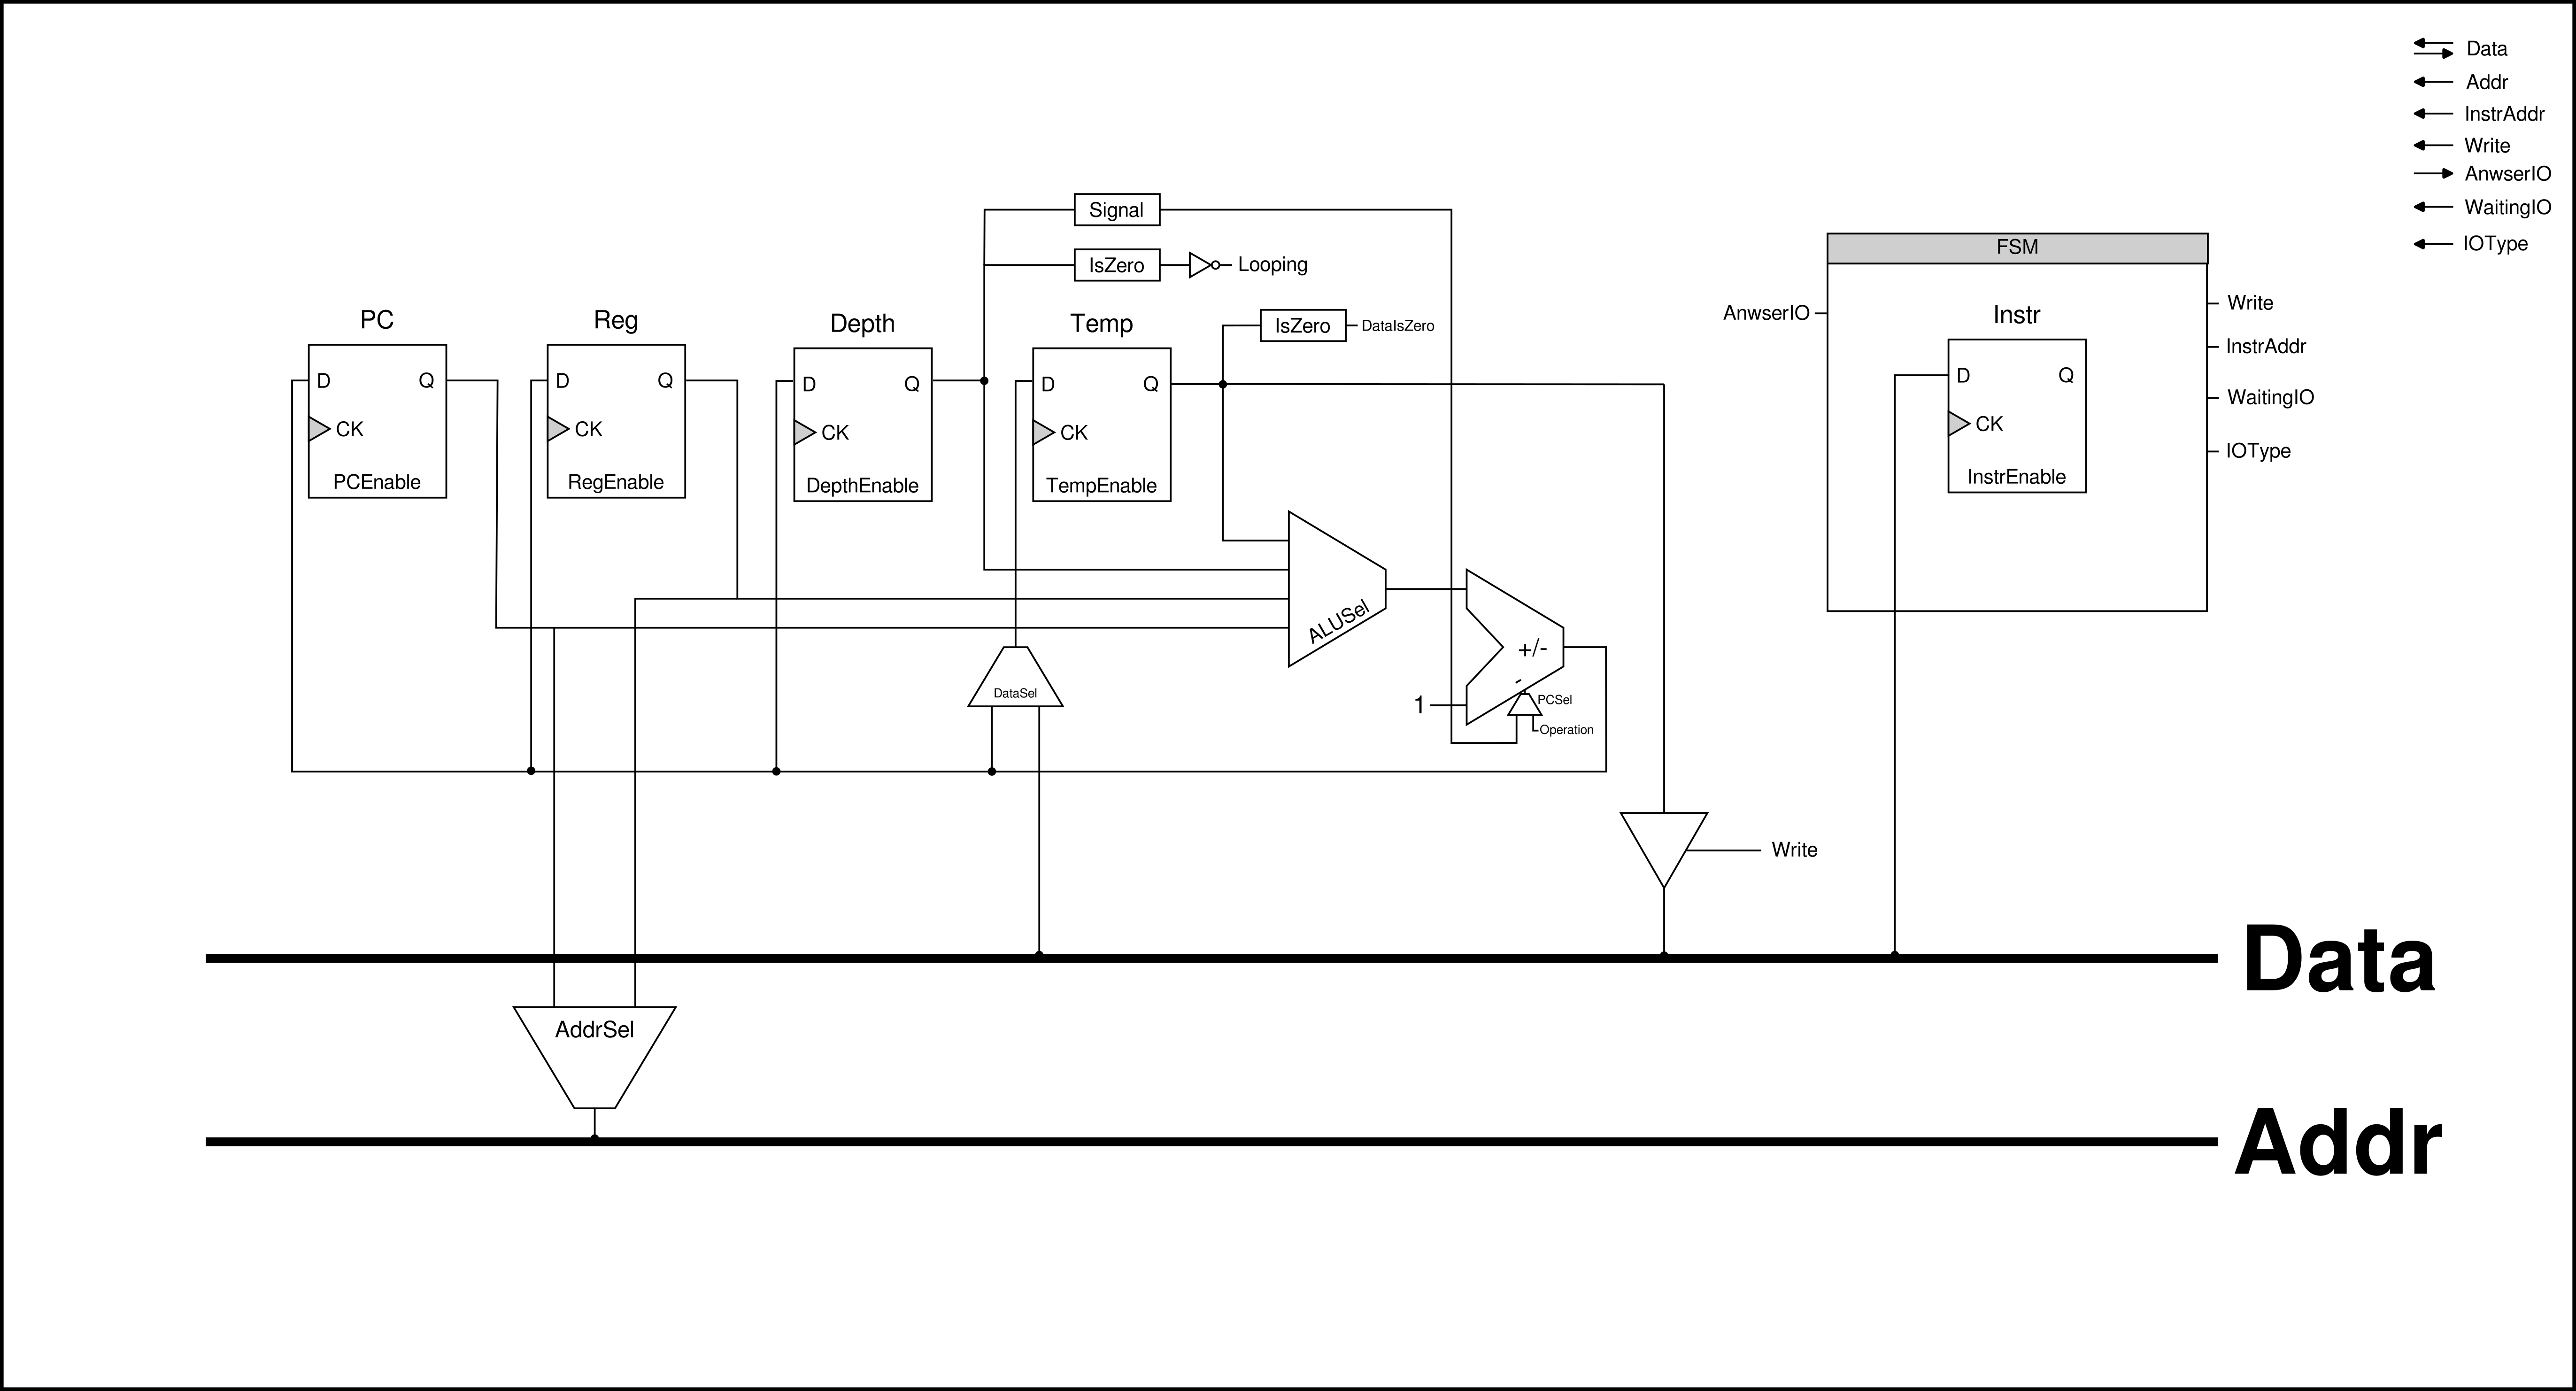 Data
Addr
InstrAddr
Write
AnwserIO
WaitingIO
IOType
Signal
IsZero
Looping
IsZero
DataIsZero
PC
D
Q
CK
PCEnable
Reg
D
Q
CK
RegEnable
Depth
D
Q
CK
DepthEnable
Temp
D
Q
CK
TempEnable
ALUSel
DataSel
+/-
-
1
PCSel
Operation
Write
FSM
AnwserIO
Instr
D
Q
CK
InstrEnable
Write
InstrAddr
WaitingIO
IOType
Data
AddrSel
Addr